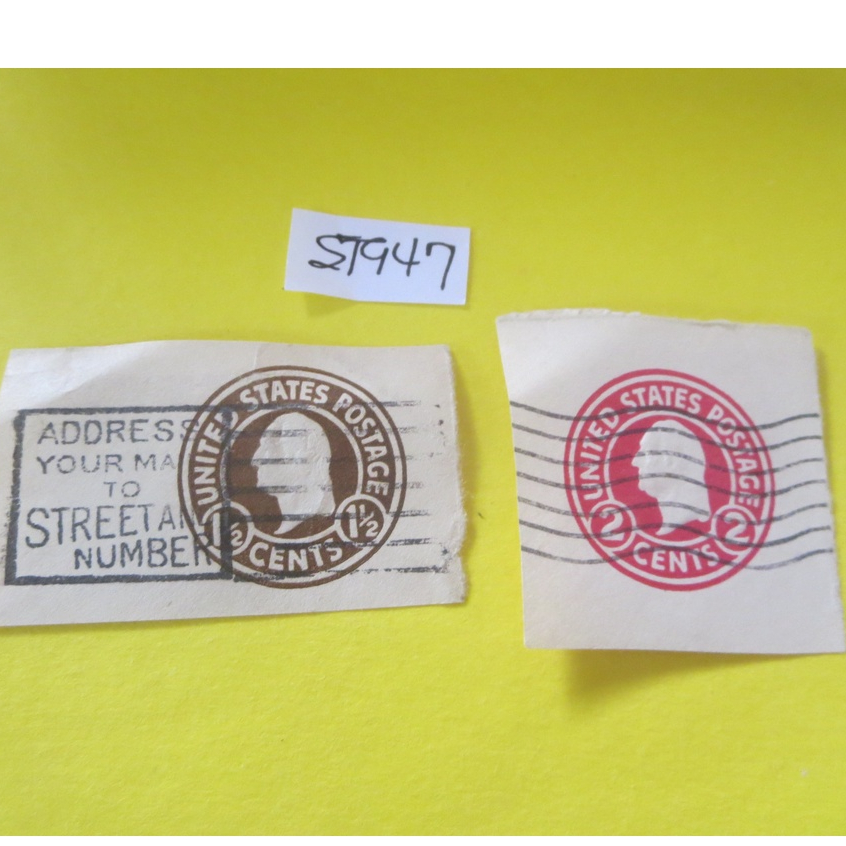 ST947
ADDRESS
YOUR MA
TO
STREET AN
NUMBER
UNITED STATES POSTAGE
1½ 1½
CENTS
UNITED STATES POSTAGE
2 2
CENTS